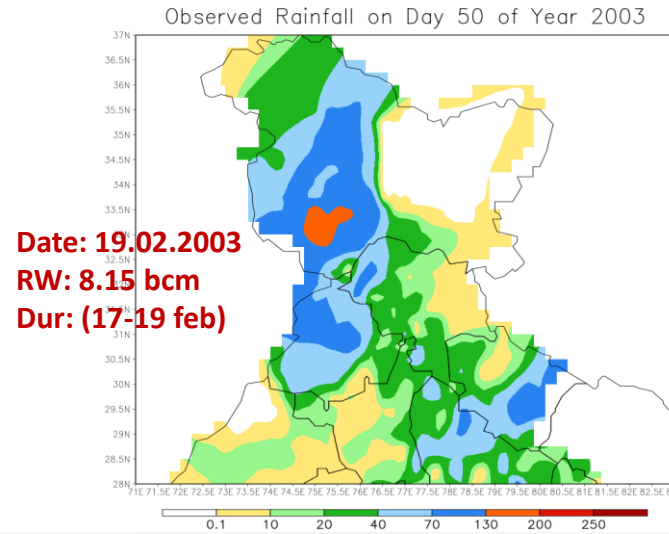 Observed Rainfall on Day 50 of Year 2003
37N
36.5N
36N
35.5N
35N
34.5N
34N
33.5N
Date: 19.02.2003
RW: 8.15 bcm
Dur: (17-19 feb)
31N
30.5N
30N
29.5N
29N
28.5N
28N
71E 71.5E 72E 72.5E 73E 73.5E 74E 74.5E 75E 75.5E 76E 76.5E 77E 77.5E 78E 78.5E 79E 79.5E 80E 80.5E 81E 81.5E 82E 82.5E
0.1 10 20 40 70 130 200 250